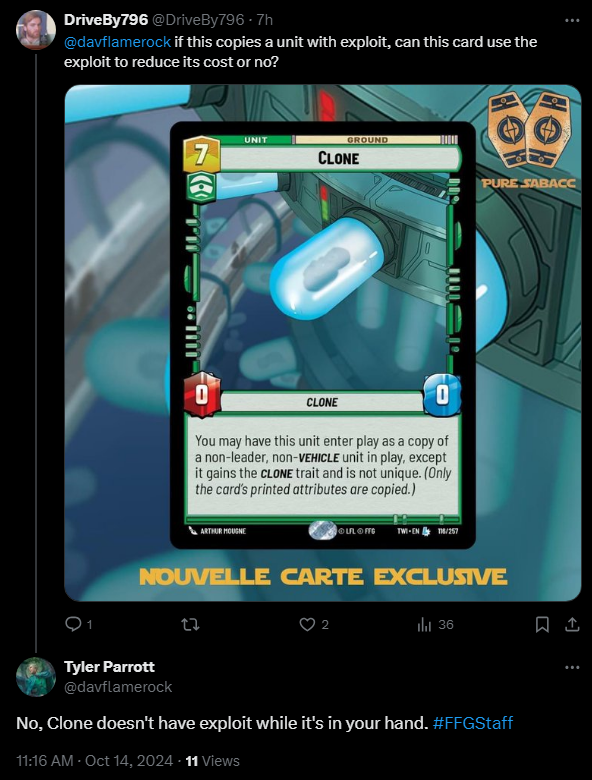 DriveBy796 @DriveBy796 · 7h
@davflamerock if this copies a unit with exploit, can this card use the
exploit to reduce its cost or no?
PURE SABACC
UNIT GROUND
7
CLONE
0 0
CLONE
You may have this unit enter play as a copy of
a non-leader, non-VEHICLE unit in play, except
it gains the CLONE trait and is not unique. (Only
the card's printed attributes are copied.)
ARTHUR MOUGNE © LFL © FFG TWI • EN 116/257
NOUVELLE CARTE EXCLUSIVE
1 2 36
Tyler Parrott
@davflamerock
No, Clone doesn't have exploit while it's in your hand. #FFGStaff
11:16 AM · Oct 14, 2024 · 11 Views